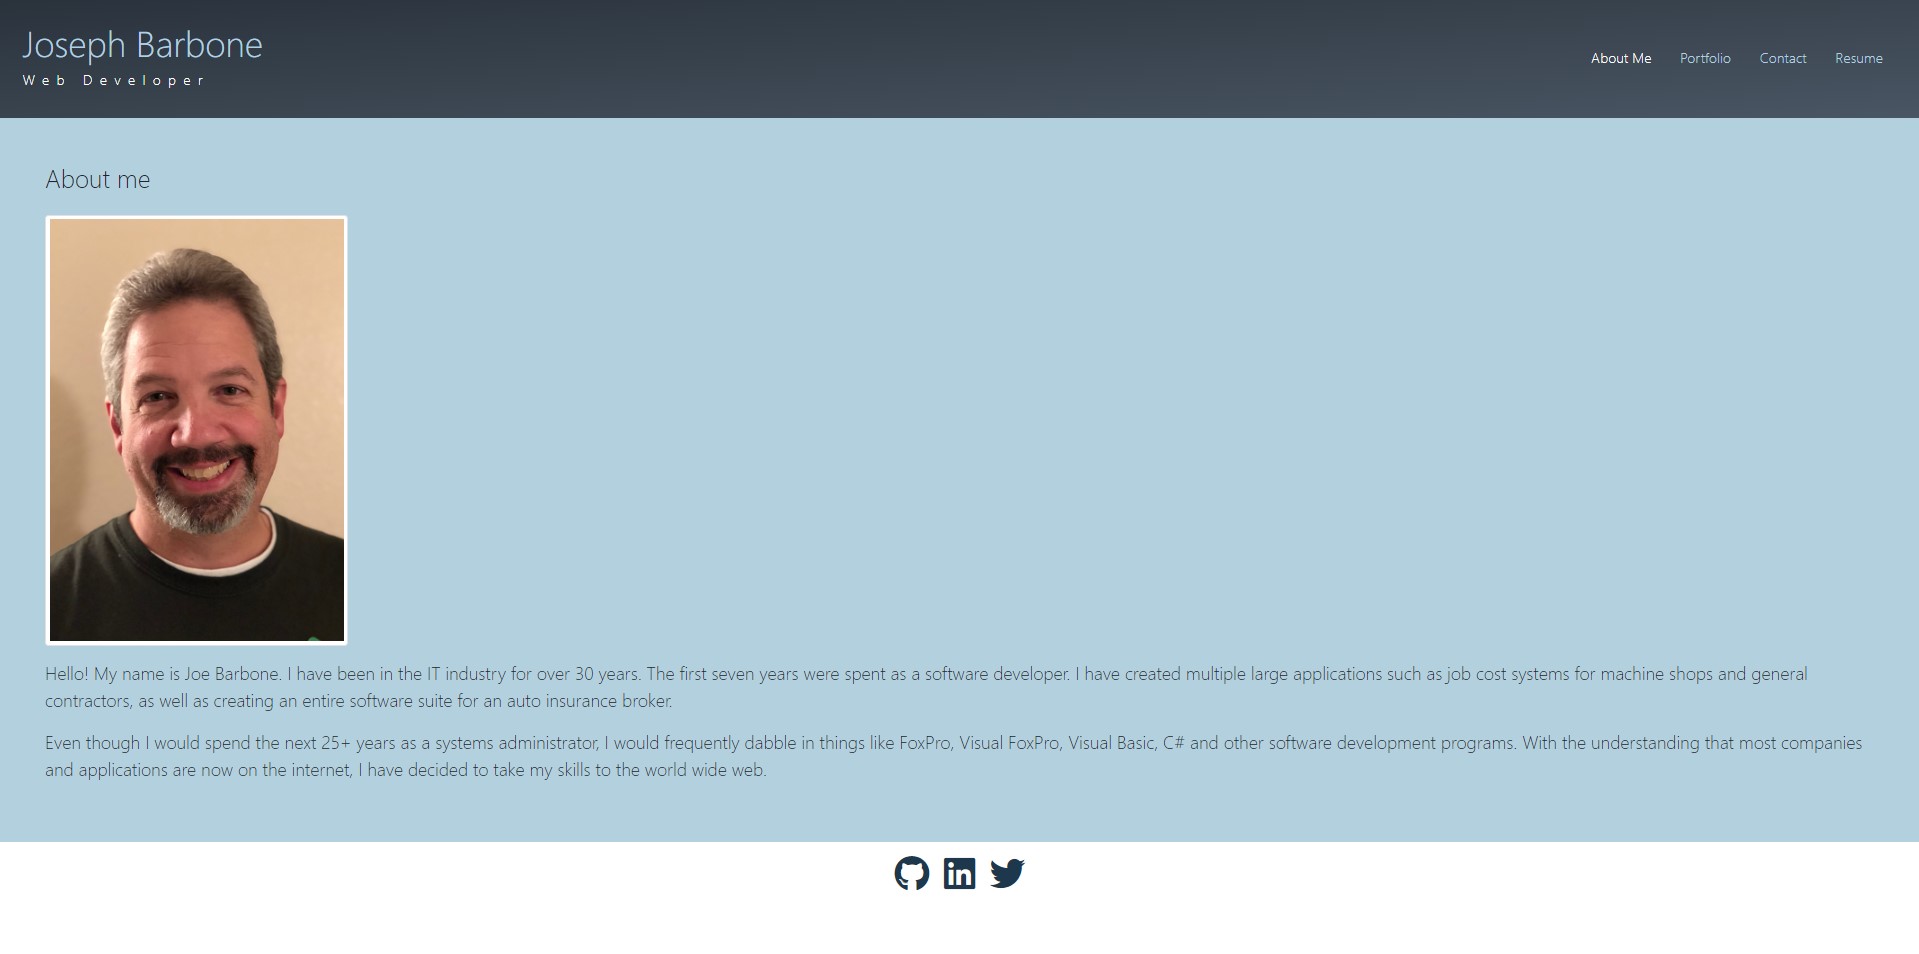 Joseph Barbone
Web Developer
About Me
Portfolio
Contact
Resume
About me
Hello! My name is Joe Barbone. I have been in the IT industry for over 30 years. The first seven years were spent as a software developer. I have created multiple large applications such as job cost systems for machine shops and general
contractors, as well as creating an entire software suite for an auto insurance broker.
Even though I would spend the next 25+ years as a systems administrator, I would frequently dabble in things like FoxPro, Visual FoxPro, Visual Basic, C# and other software development programs. With the understanding that most companies
and applications are now on the internet, I have decided to take my skills to the world wide web.
in